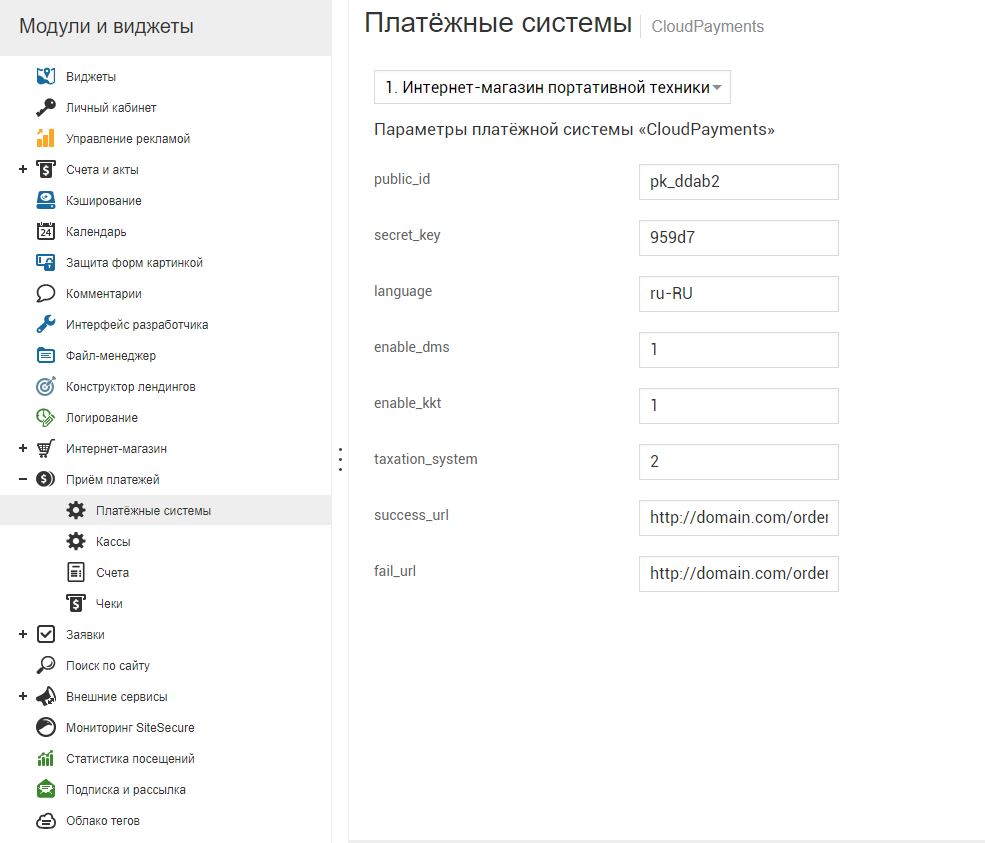 Модули и виджеты
Виджеты
Личный кабинет
Управление рекламой
Счета и акты
Кэширование
24
Календарь
Защита форм картинкой
Комментарии
Интерфейс разработчика
Файл-менеджер
Конструктор лендингов
Логирование
Интернет-магазин
Приём платежей
Платёжные системы
Кассы
Счета
Чеки
Заявки
Поиск по сайту
Внешние сервисы
Мониторинг SiteSecure
Статистика посещений
Подписка и рассылка
Облако тегов
Платёжные системы CloudPayments
1. Интернет-магазин портативной техники
Параметры платёжной системы «CloudPayments»
public_id pk_ddab2
secret_key 959d7
language ru-RU
enable_dms 1
enable_kkt 1
taxation_system 2
success_url http://domain.com/order
fail_url http://domain.com/order